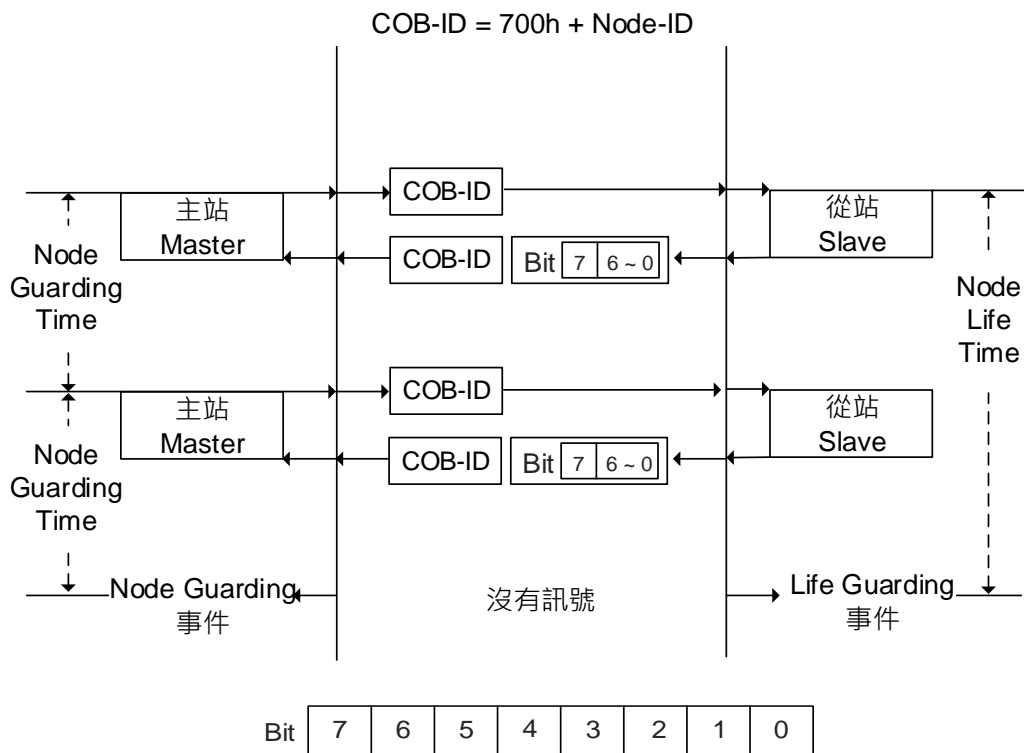 COB-ID = 700h + Node-ID
COB-ID
主站
Master
從站
Slave
Node
Guarding
Time
COB-ID
Bit 7 6 ~ 0
Node
Life
Time
COB-ID
主站
Master
從站
Slave
Node
Guarding
Time
COB-ID
Bit 7 6 ~ 0
Node Guarding
事件
沒有訊號
Life Guarding
事件
Bit 7 6 5 4 3 2 1 0